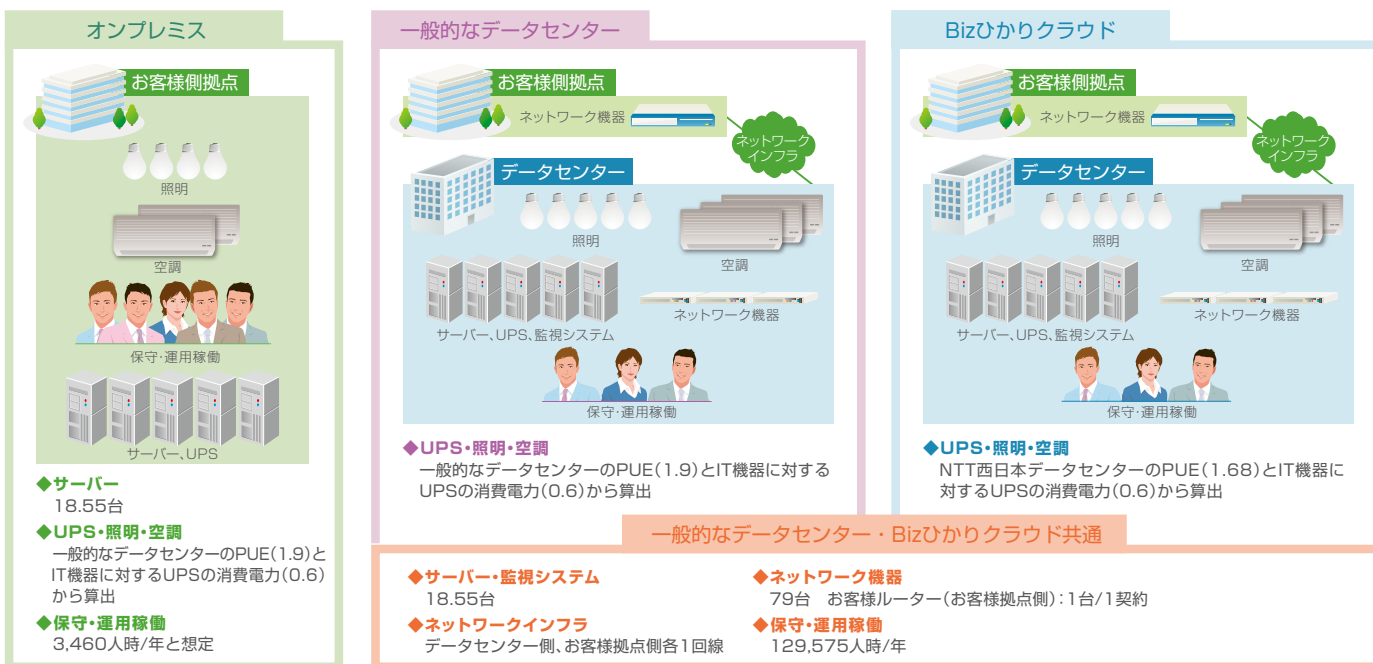 オンプレミス
お客様側拠点
照明
空調
保守・運用稼働
サーバー、UPS
◆サーバー
18.55台
◆UPS・照明・空調
一般的なデータセンターのPUE(1.9)と
IT機器に対するUPSの消費電力(0.6)
から算出
◆保守・運用稼働
3,460人時/年と想定
一般的なデータセンター
お客様側拠点
ネットワーク機器
ネットワーク
インフラ
データセンター
照明
空調
サーバー、UPS、監視システム
ネットワーク機器
保守・運用稼働
◆UPS・照明・空調
一般的なデータセンターのPUE(1.9)とIT機器に対する
UPSの消費電力(0.6)から算出
Bizひかりクラウド
お客様側拠点
ネットワーク機器
ネットワーク
インフラ
データセンター
照明
空調
サーバー、UPS、監視システム
ネットワーク機器
保守・運用稼働
◆UPS・照明・空調
NTT西日本データセンターのPUE(1.68)とIT機器に
対するUPSの消費電力(0.6)から算出
一般的なデータセンター・Bizひかりクラウド共通
◆サーバー・監視システム
18.55台
◆ネットワークインフラ
データセンター側、お客様拠点側各1回線
◆ネットワーク機器
79台　お客様ルーター(お客様拠点側):1台/1契約
◆保守・運用稼働
129,575人時/年